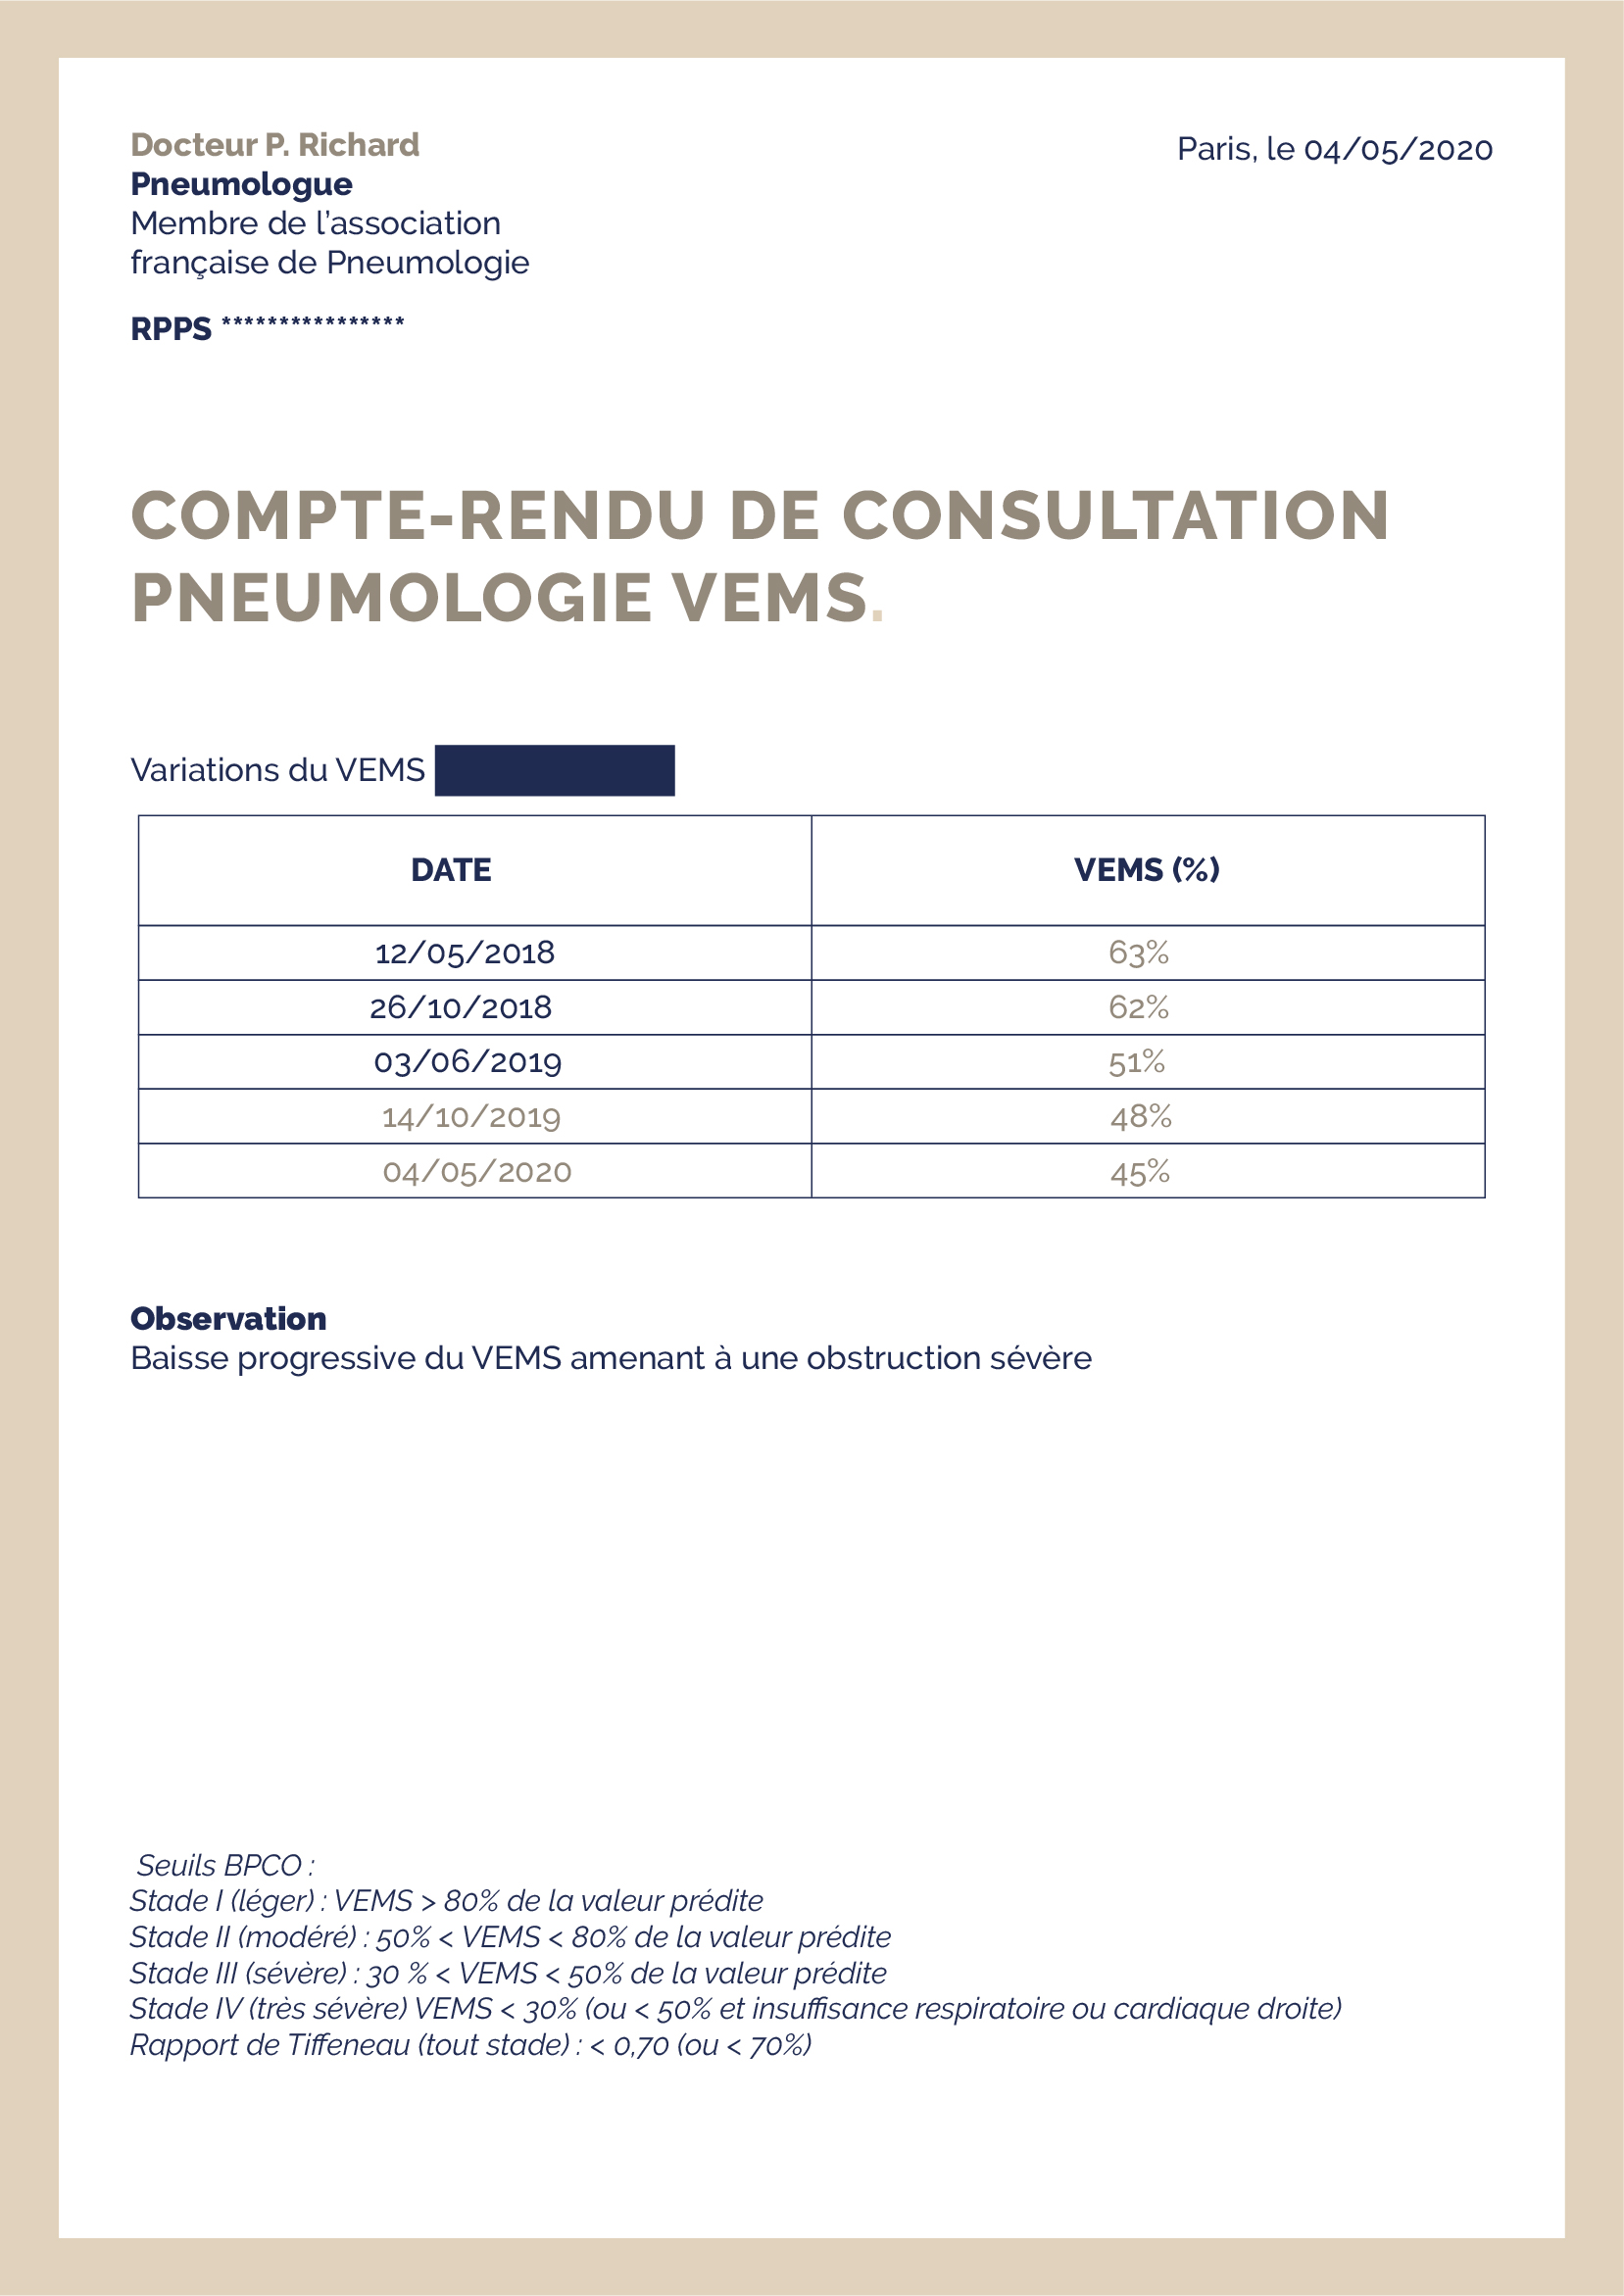 Docteur P. Richard
Paris, le 04/05/2020
Pneumologue
Membre de l’association
française de Pneumologie
RPPS ****************
COMPTE-RENDU DE CONSULTATION
PNEUMOLOGIE VEMS.
Variations du VEMS
DATE VEMS (%)
12/05/2018 63%
26/10/2018 62%
03/06/2019 51%
14/10/2019 48%
04/05/2020 45%
Observation
Baisse progressive du VEMS amenant à une obstruction sévère
Seuils BPCO :
Stade I (léger) : VEMS > 80% de la valeur prédite
Stade II (modéré) : 50% < VEMS < 80% de la valeur prédite
Stade III (sévère) : 30 % < VEMS < 50% de la valeur prédite
Stade IV (très sévère) VEMS < 30% (ou < 50% et insuffisance respiratoire ou cardiaque droite)
Rapport de Tiffeneau (tout stade) : < 0,70 (ou < 70%)